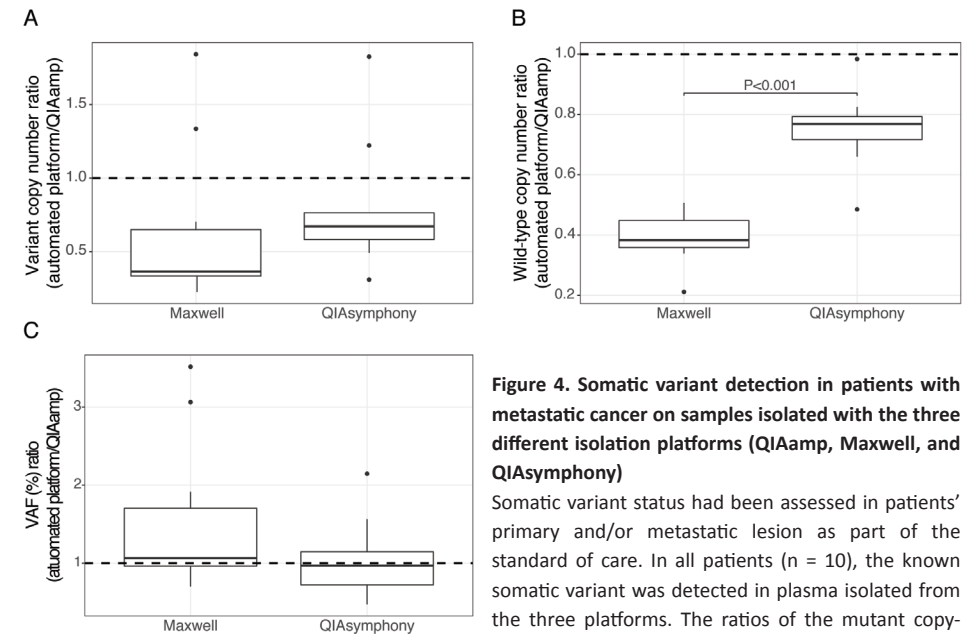 A
Variant copy number ratio
(automated platform/QIAamp)
1.5
1.0
0.5
Maxwell
QIAsymphony
B
Wild-type copy number ratio
(automated platform/QIAamp)
1.0
0.8
0.6
0.4
0.2
P<0.001
Maxwell
QIAsymphony
C
VAF (%) ratio
(atuomated platform/QIAamp)
3
2
1
Maxwell
QIAsymphony
Figure 4. Somatic variant detection in patients with
metastatic cancer on samples isolated with the three
different isolation platforms (QIAamp, Maxwell, and
QIAsymphony)
Somatic variant status had been assessed in patients’
primary and/or metastatic lesion as part of the
standard of care. In all patients (n = 10), the known
somatic variant was detected in plasma isolated from
the three platforms. The ratios of the mutant copy-